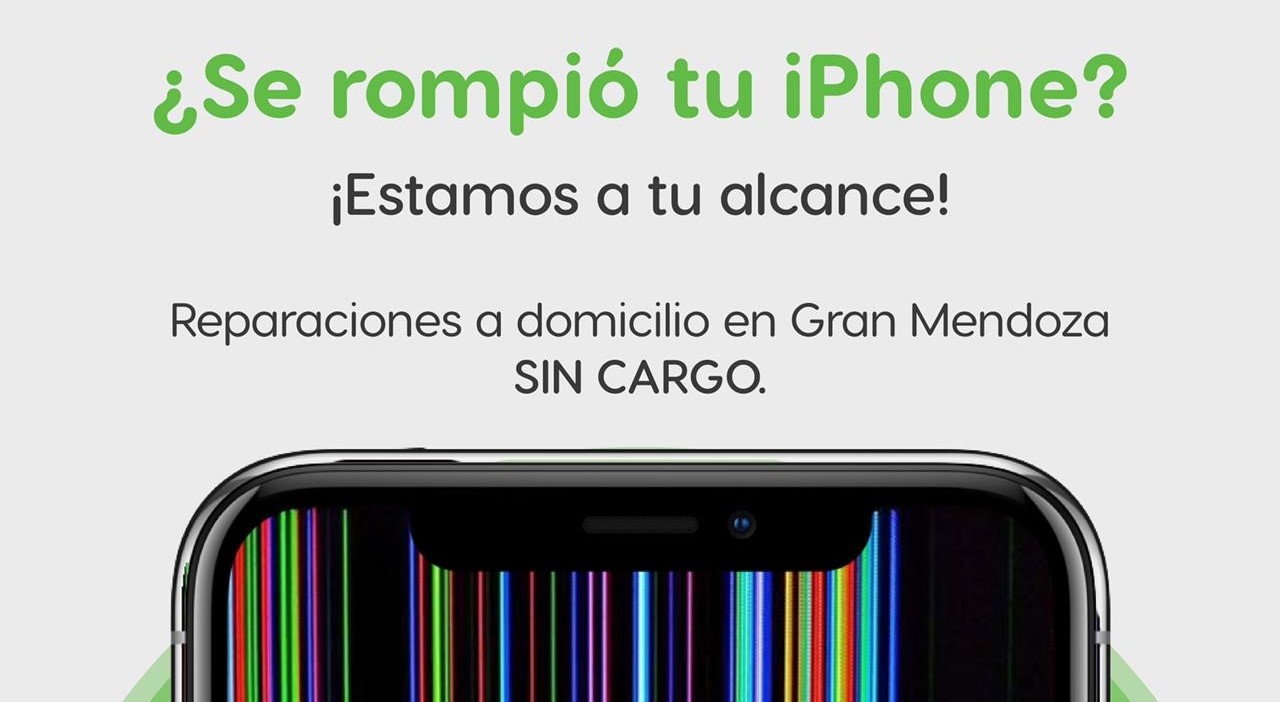 ¿Se rompió tu iPhone?
¡Estamos a tu alcance!
Reparaciones a domicilio en Gran Mendoza
SIN CARGO.